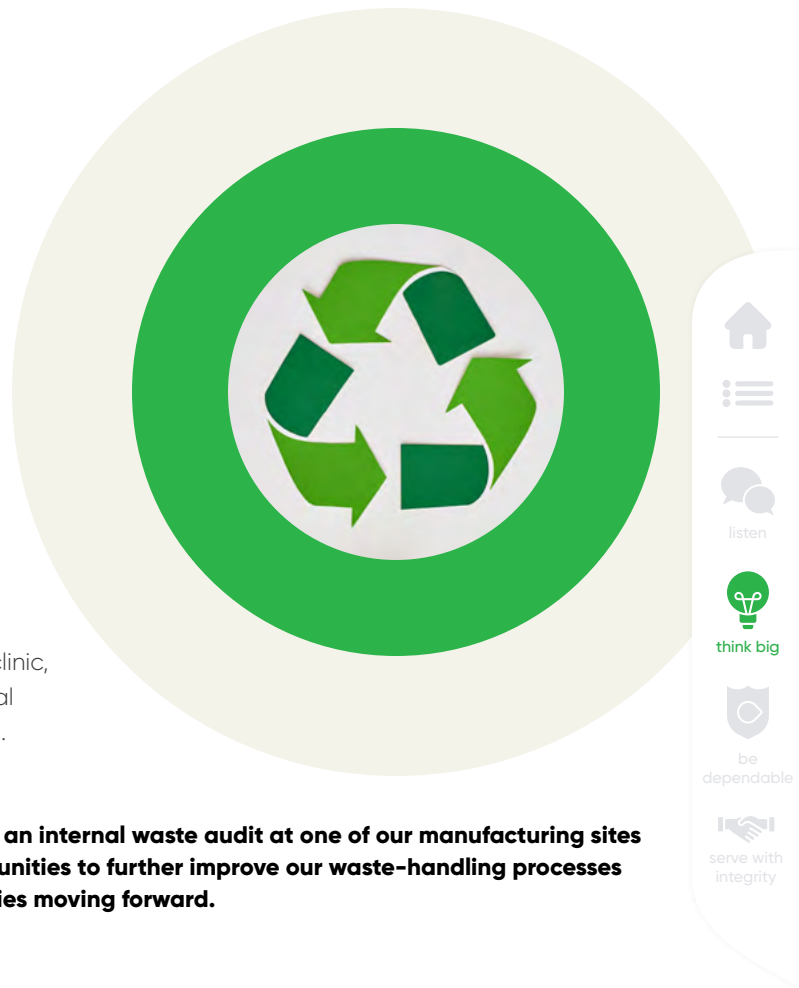 clinic,
al
.
an internal waste audit at one of our manufacturing sites
unities to further improve our waste-handling processes
ies moving forward.
listen
think big
be
dependable
serve with
integrity